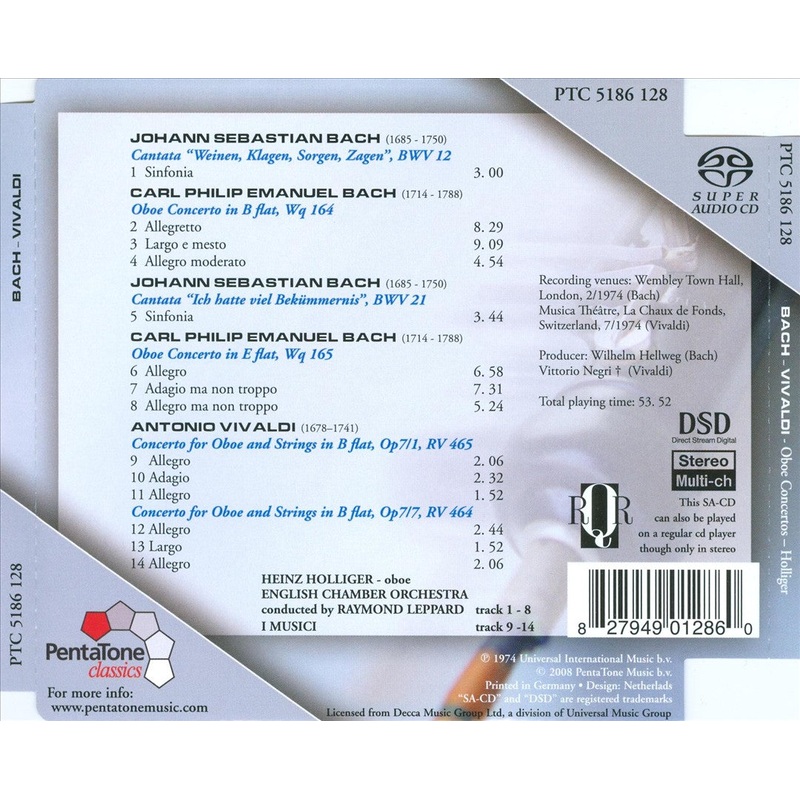 PTC 5186 128
BACH – VIVALDI
PTC 5186 128
JOHANN SEBASTIAN BACH (1685 - 1750)
Cantata “Weinen, Klagen, Sorgen, Zagen”, BWV 12
1 Sinfonia 3. 00
CARL PHILIP EMANUEL BACH (1714 - 1788)
Oboe Concerto in B flat, Wq 164
2 Allegretto 8. 29
3 Largo e mesto 9. 09
4 Allegro moderato 4. 54
JOHANN SEBASTIAN BACH (1685 - 1750)
Cantata “Ich hatte viel Bekümmernis”, BWV 21
5 Sinfonia 3. 44
CARL PHILIP EMANUEL BACH (1714 - 1788)
Oboe Concerto in E flat, Wq 165
6 Allegro 6. 58
7 Adagio ma non troppo 7. 31
8 Allegro ma non troppo 5. 24
ANTONIO VIVALDI (1678–1741)
Concerto for Oboe and Strings in B flat, Op7/1, RV 465
9 Allegro 2. 06
10 Adagio 2. 32
11 Allegro 1. 52
Concerto for Oboe and Strings in B flat, Op7/7, RV 464
12 Allegro 2. 44
13 Largo 1. 52
14 Allegro 2. 06
HEINZ HOLLIGER - oboe
ENGLISH CHAMBER ORCHESTRA
conducted by RAYMOND LEPPARD track 1 - 8
I MUSICI track 9 -14
SUPER
AUDIO CD
Recording venues: Wembley Town Hall,
London, 2/1974 (Bach)
Musica Théâtre, La Chaux de Fonds,
Switzerland, 7/1974 (Vivaldi)
Producer: Wilhelm Hellweg (Bach)
Vittorio Negri † (Vivaldi)
Total playing time: 53. 52
DSD
Direct Stream Digital
Stereo
Multi-ch
RQR
This SA-CD
can also be played
on a regular cd player
though only in stereo
8 27949 01286 0
PentaTone
classics
For more info:
www.pentatonemusic.com
℗ 1974 Universal International Music b.v.
© 2008 PentaTone Music b.v.
Printed in Germany • Design: Netherlads
“SA-CD” and “DSD” are registered trademarks
Licensed from Decca Music Group Ltd, a division of Universal Music Group
PTC 5186 128
BACH – VIVALDI - Oboe Concertos – Holliger